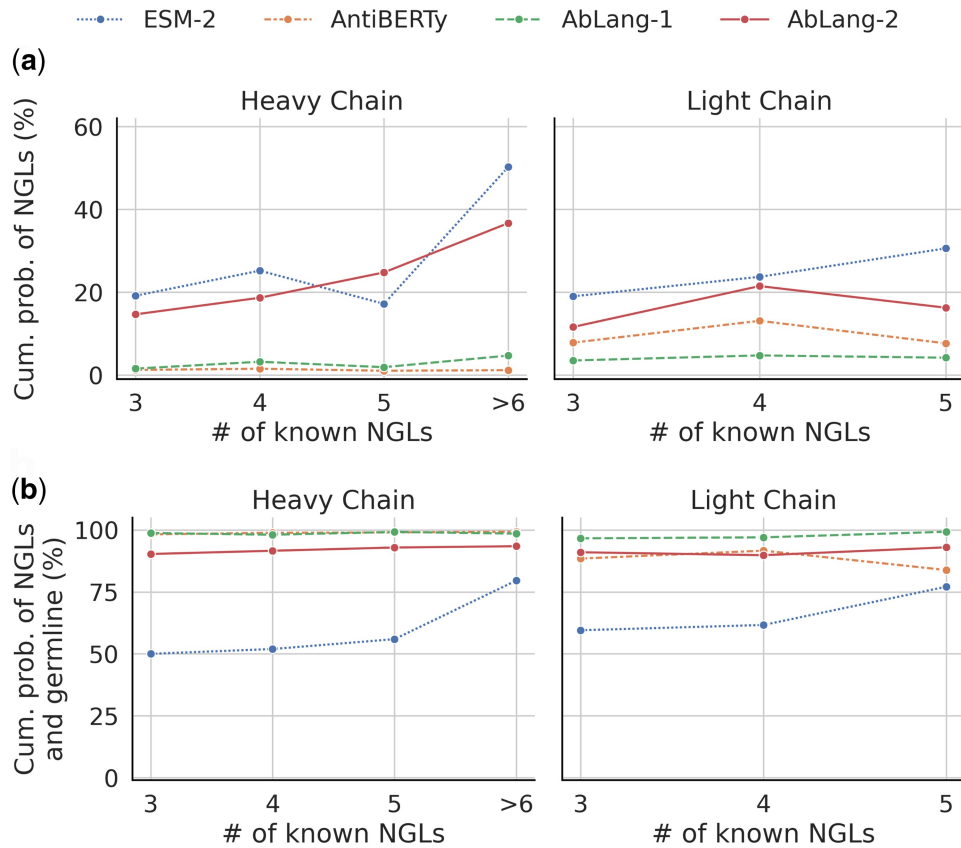 ESM-2 AntiBERTy AbLang-1 AbLang-2
(a)
Heavy Chain Light Chain
Cum. prob. of NGLs (%)
60
40
20
0
3 4 5 >6 3 4 5
# of known NGLs # of known NGLs
(b)
Heavy Chain Light Chain
Cum. prob. of NGLs
and germline (%)
100
75
50
25
0
3 4 5 >6 3 4 5
# of known NGLs # of known NGLs